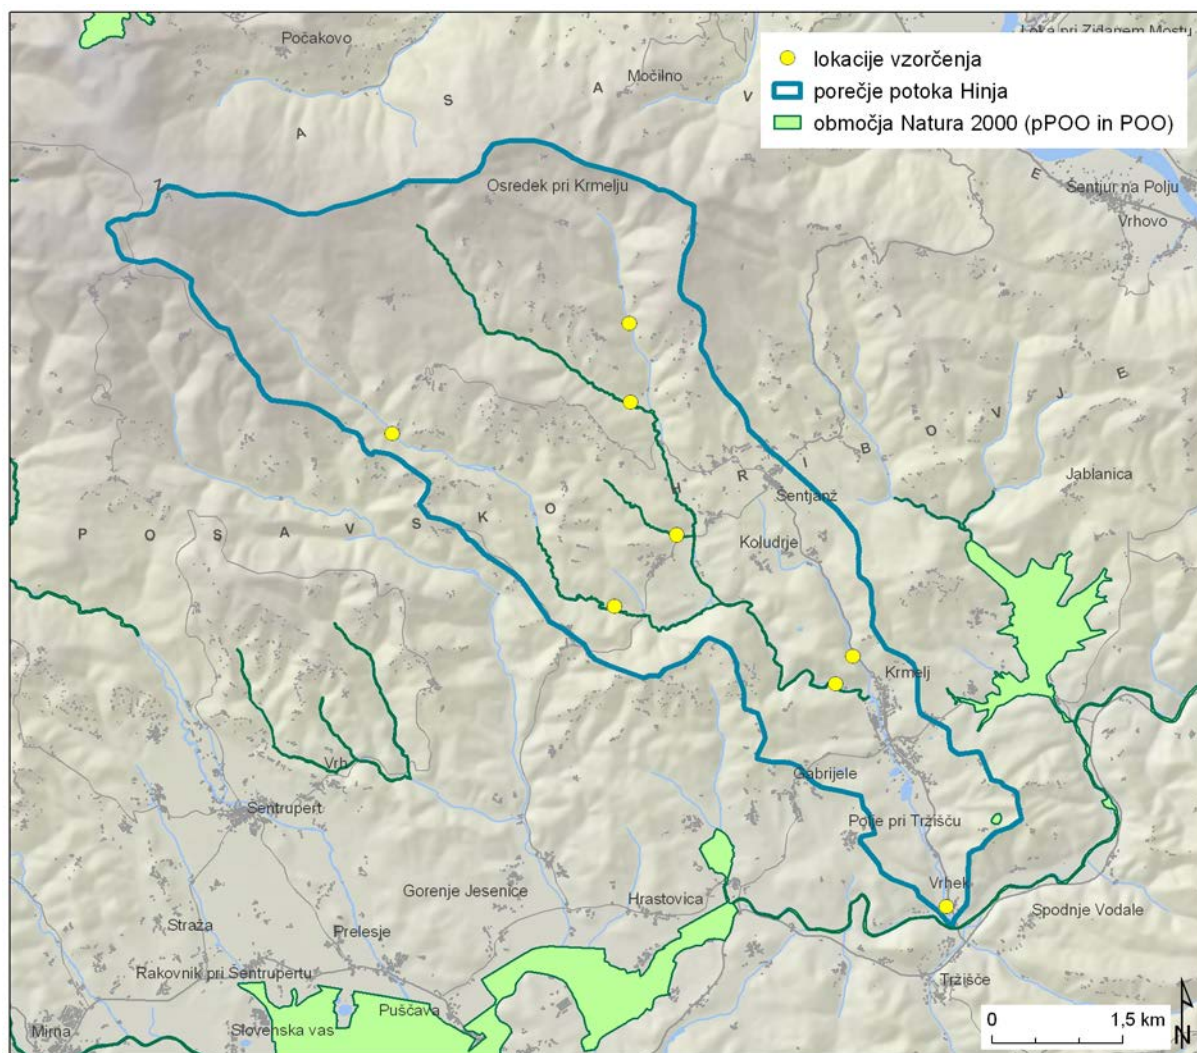 Počakovo
Loka pri Zidanem Mostu
Močilno
lokacije vzorčenja
porečje potoka Hinja
območja Natura 2000 (pPOO in POO)
Z A S A V
E
Osredek pri Krmelju
Šentjur na Polju
Vrhovo
P O S A V S K O H R I B O V J E
Jablanica
Šentjanž
Koludrje
Krmelj
Vrh
Gabrijele
Šentrupert
Polje pri Tržišču
Gorenje Jesenice
Hrastovica
Vrhek
Spodnje Vodale
Straža
Prelesje
Rakovnik pri Šentrupertu
Tržišče
Puščava
Mirna
Slovenska vas
0 1,5 km
N